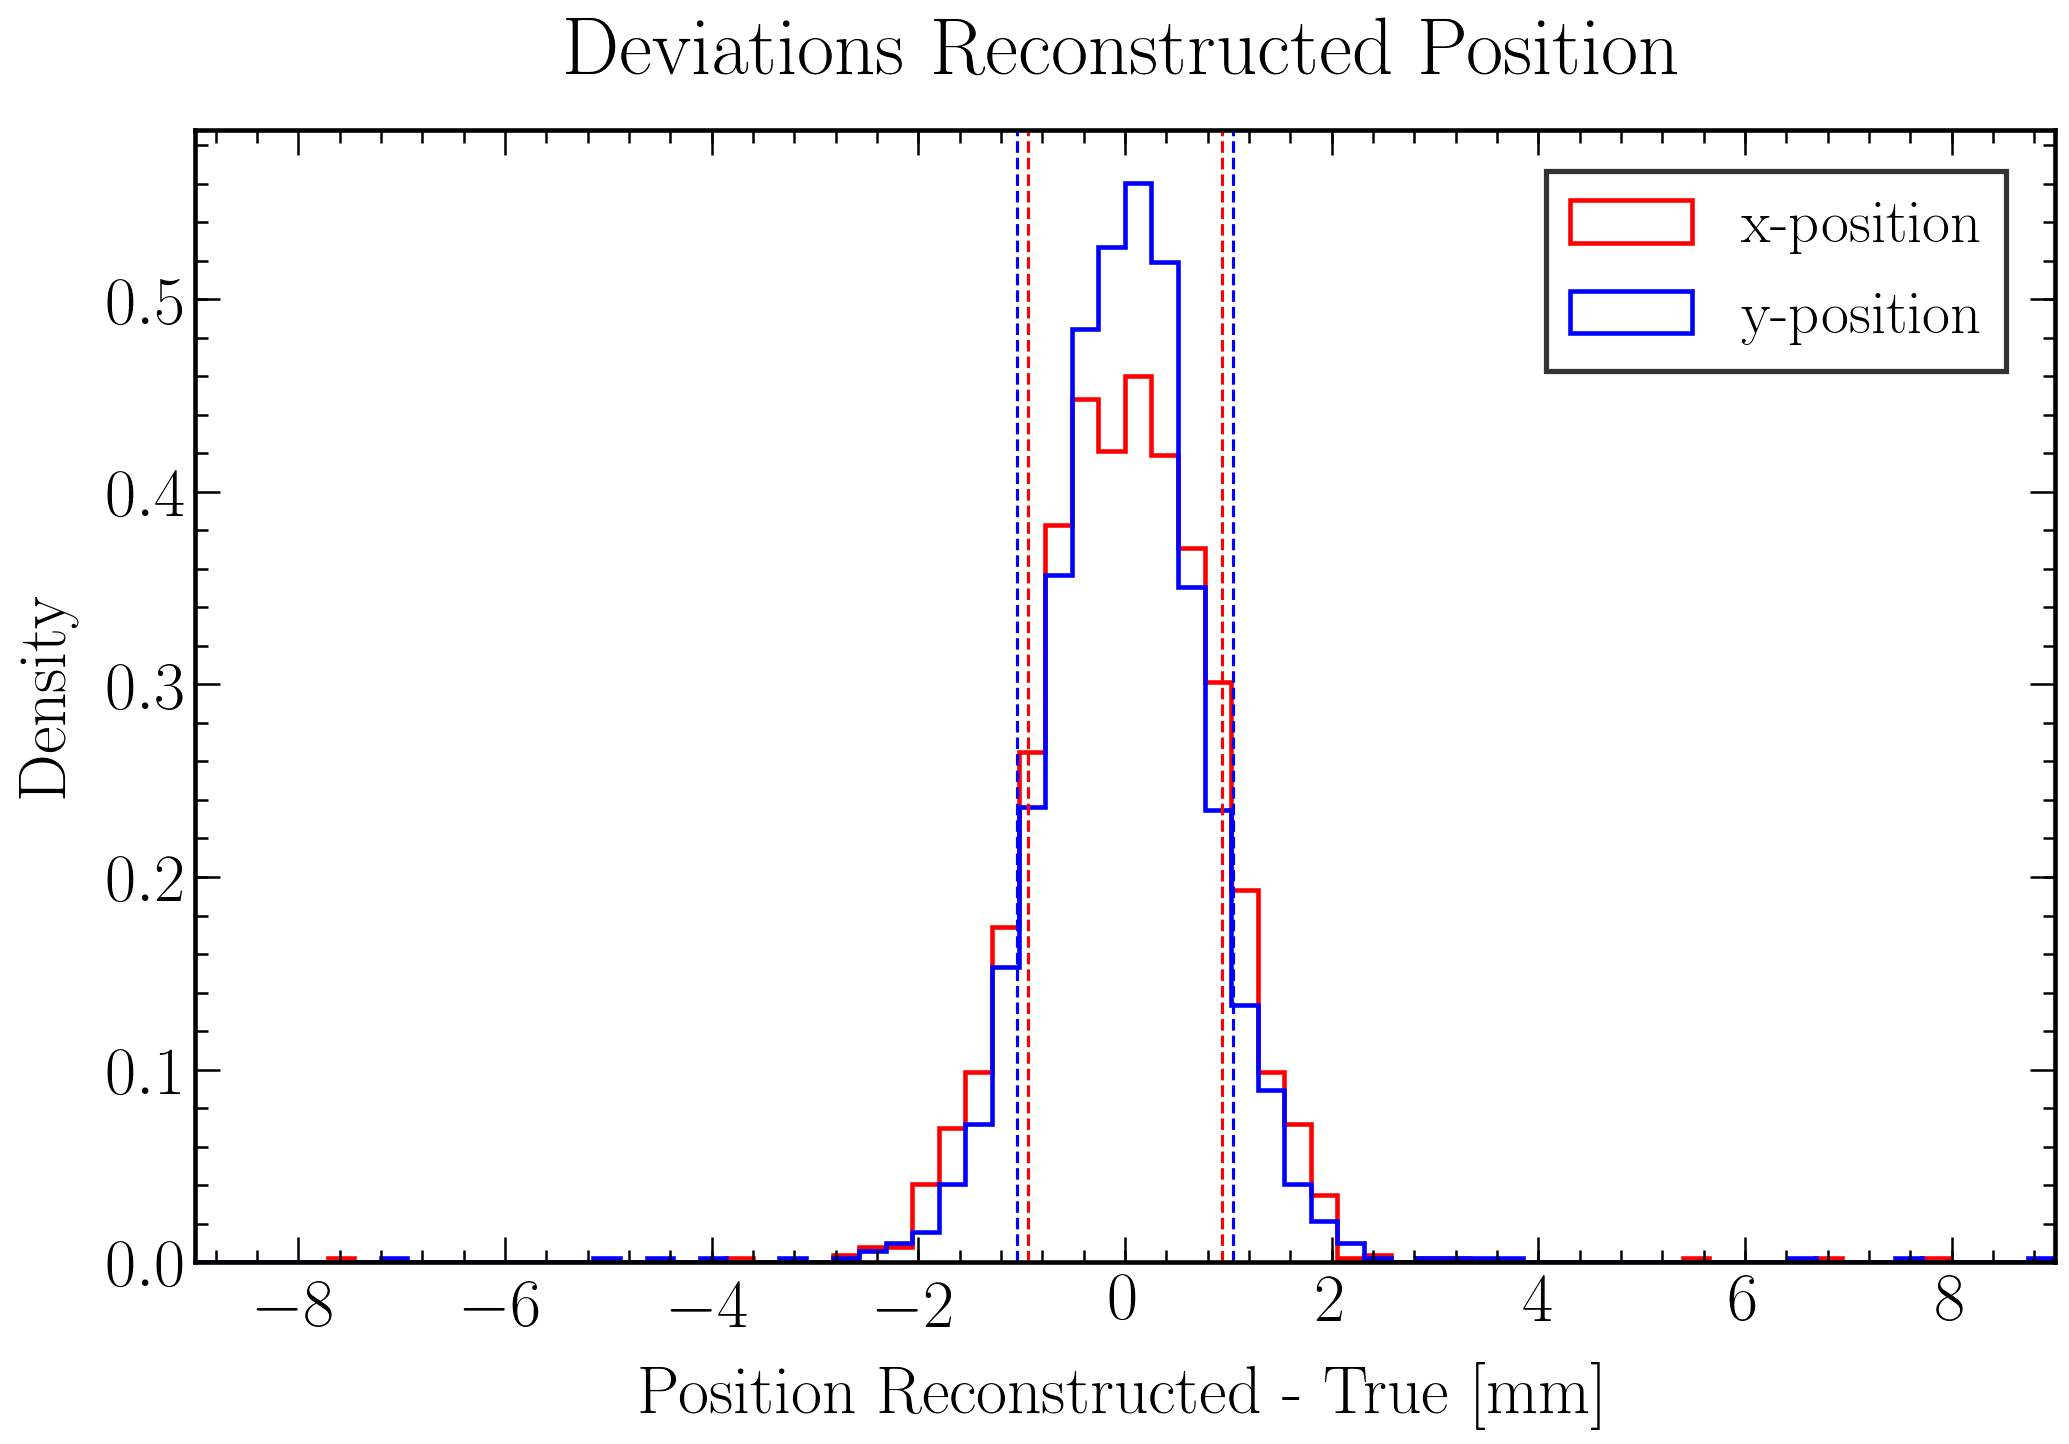 Deviations Reconstructed Position
x-position
y-position
Density
0.5
0.4
0.3
0.2
0.1
0.0
−8 −6 −4 −2 0 2 4 6 8
Position Reconstructed - True [mm]